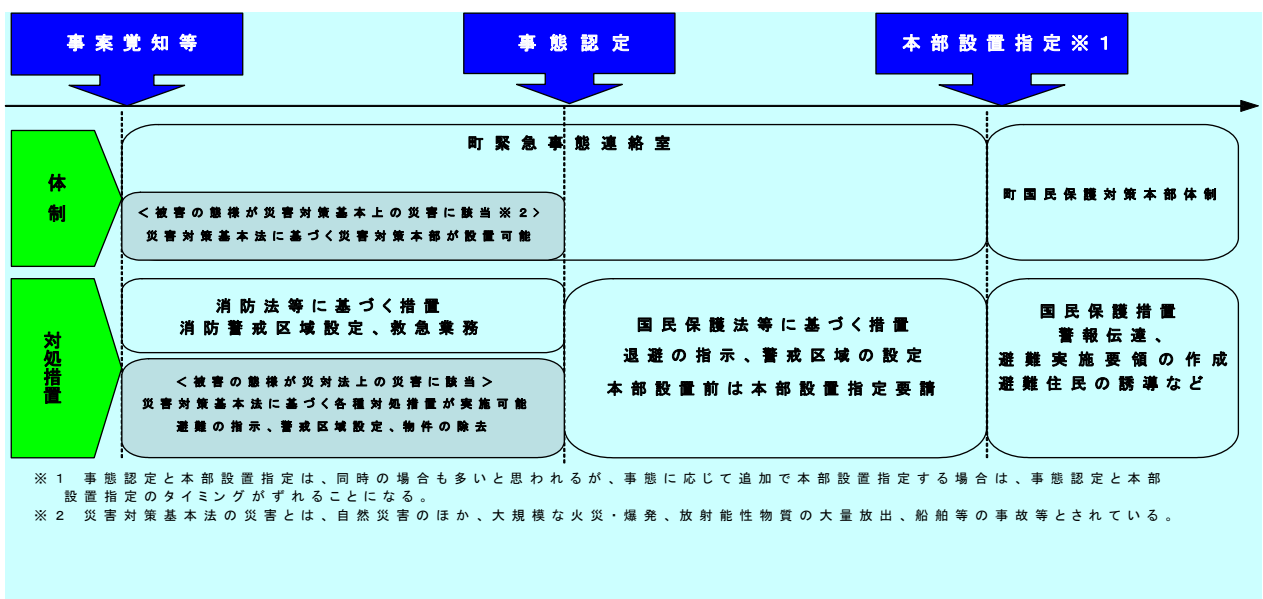 事案覚知等
事態認定
本部設置指定※1
体
制
町緊急事態連絡室
<被害の態様が災害対策基本上の災害に該当※2>
災害対策基本法に基づく災害対策本部が設置可能
町国民保護対策本部体制
対処措置
消防法等に基づく措置
消防警戒区域設定、救急業務
<被害の態様が災対法上の災害に該当>
災害対策基本法に基づく各種対処措置が実施可能
避難の指示、警戒区域設定、物件の除去
国民保護法等に基づく措置
退避の指示、警戒区域の設定
本部設置前は本部設置指定要請
国民保護措置
警報伝達、
避難実施要領の作成
避難住民の誘導など
※1 事態認定と本部設置指定は、同時の場合も多いと思われるが、事態に応じて追加で本部設置指定する場合は、事態認定と本部
設置指定のタイミングがずれることになる。
※2 災害対策基本法の災害とは、自然災害のほか、大規模な火災・爆発、放射能性物質の大量放出、船舶等の事故等とされている。